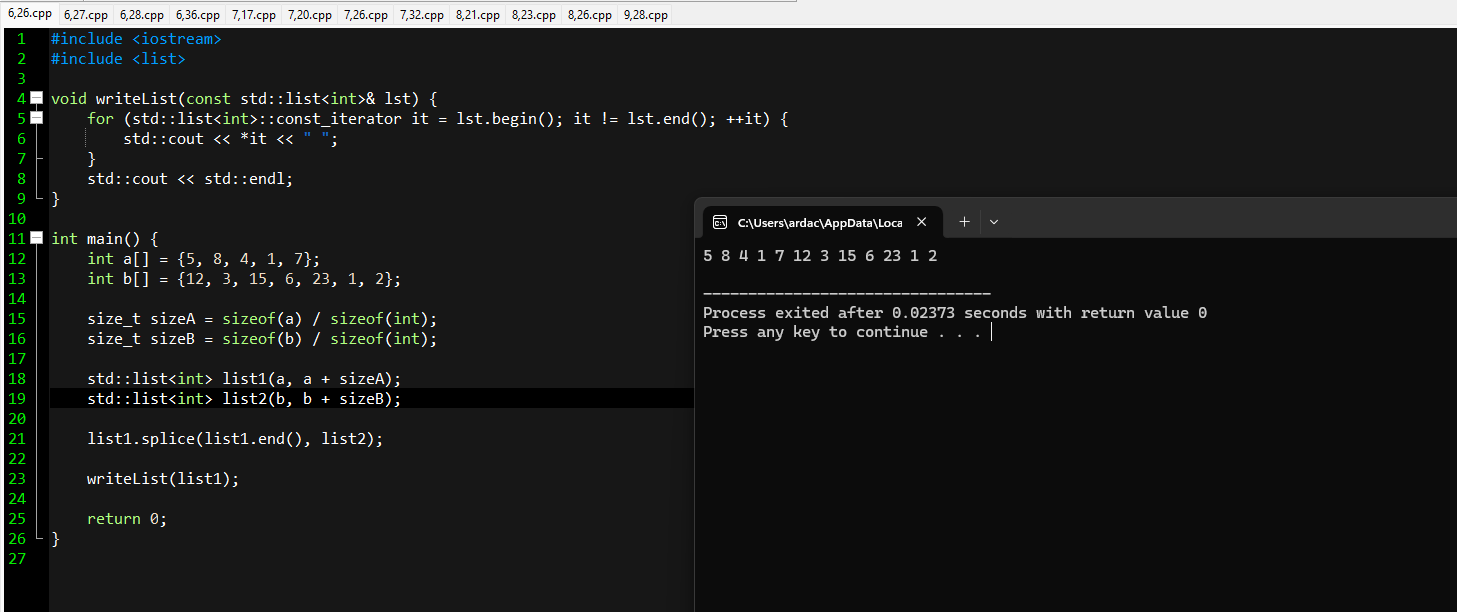 6,26.cpp 6,27.cpp 6,28.cpp 6,36.cpp 7,17.cpp 7,20.cpp 7,26.cpp 7,32.cpp 8,21.cpp 8,23.cpp 8,26.cpp 9,28.cpp
1 #include <iostream>
2 #include <list>
3
4 void writeList(const std::list<int>& lst) {
5 for (std::list<int>::const_iterator it = lst.begin(); it != lst.end(); ++it) {
6 std::cout << *it << " ";
7 }
8 std::cout << std::endl;
9 }
10
11 int main() {
12 int a[] = {5, 8, 4, 1, 7};
13 int b[] = {12, 3, 15, 6, 23, 1, 2};
14
15 size_t sizeA = sizeof(a) / sizeof(int);
16 size_t sizeB = sizeof(b) / sizeof(int);
17
18 std::list<int> list1(a, a + sizeA);
19 std::list<int> list2(b, b + sizeB);
20
21 list1.splice(list1.end(), list2);
22
23 writeList(list1);
24
25 return 0;
26 }
27
C:\Users\ardac\AppData\Loca
5 8 4 1 7 12 3 15 6 23 1 2
--------------------------------
Process exited after 0.02373 seconds with return value 0
Press any key to continue . . .